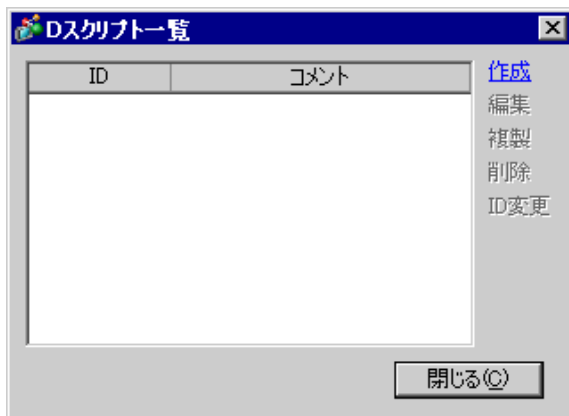 Dスクリプト一覧
ID コメント
作成
編集
複製
削除
ID変更
閉じる(C)